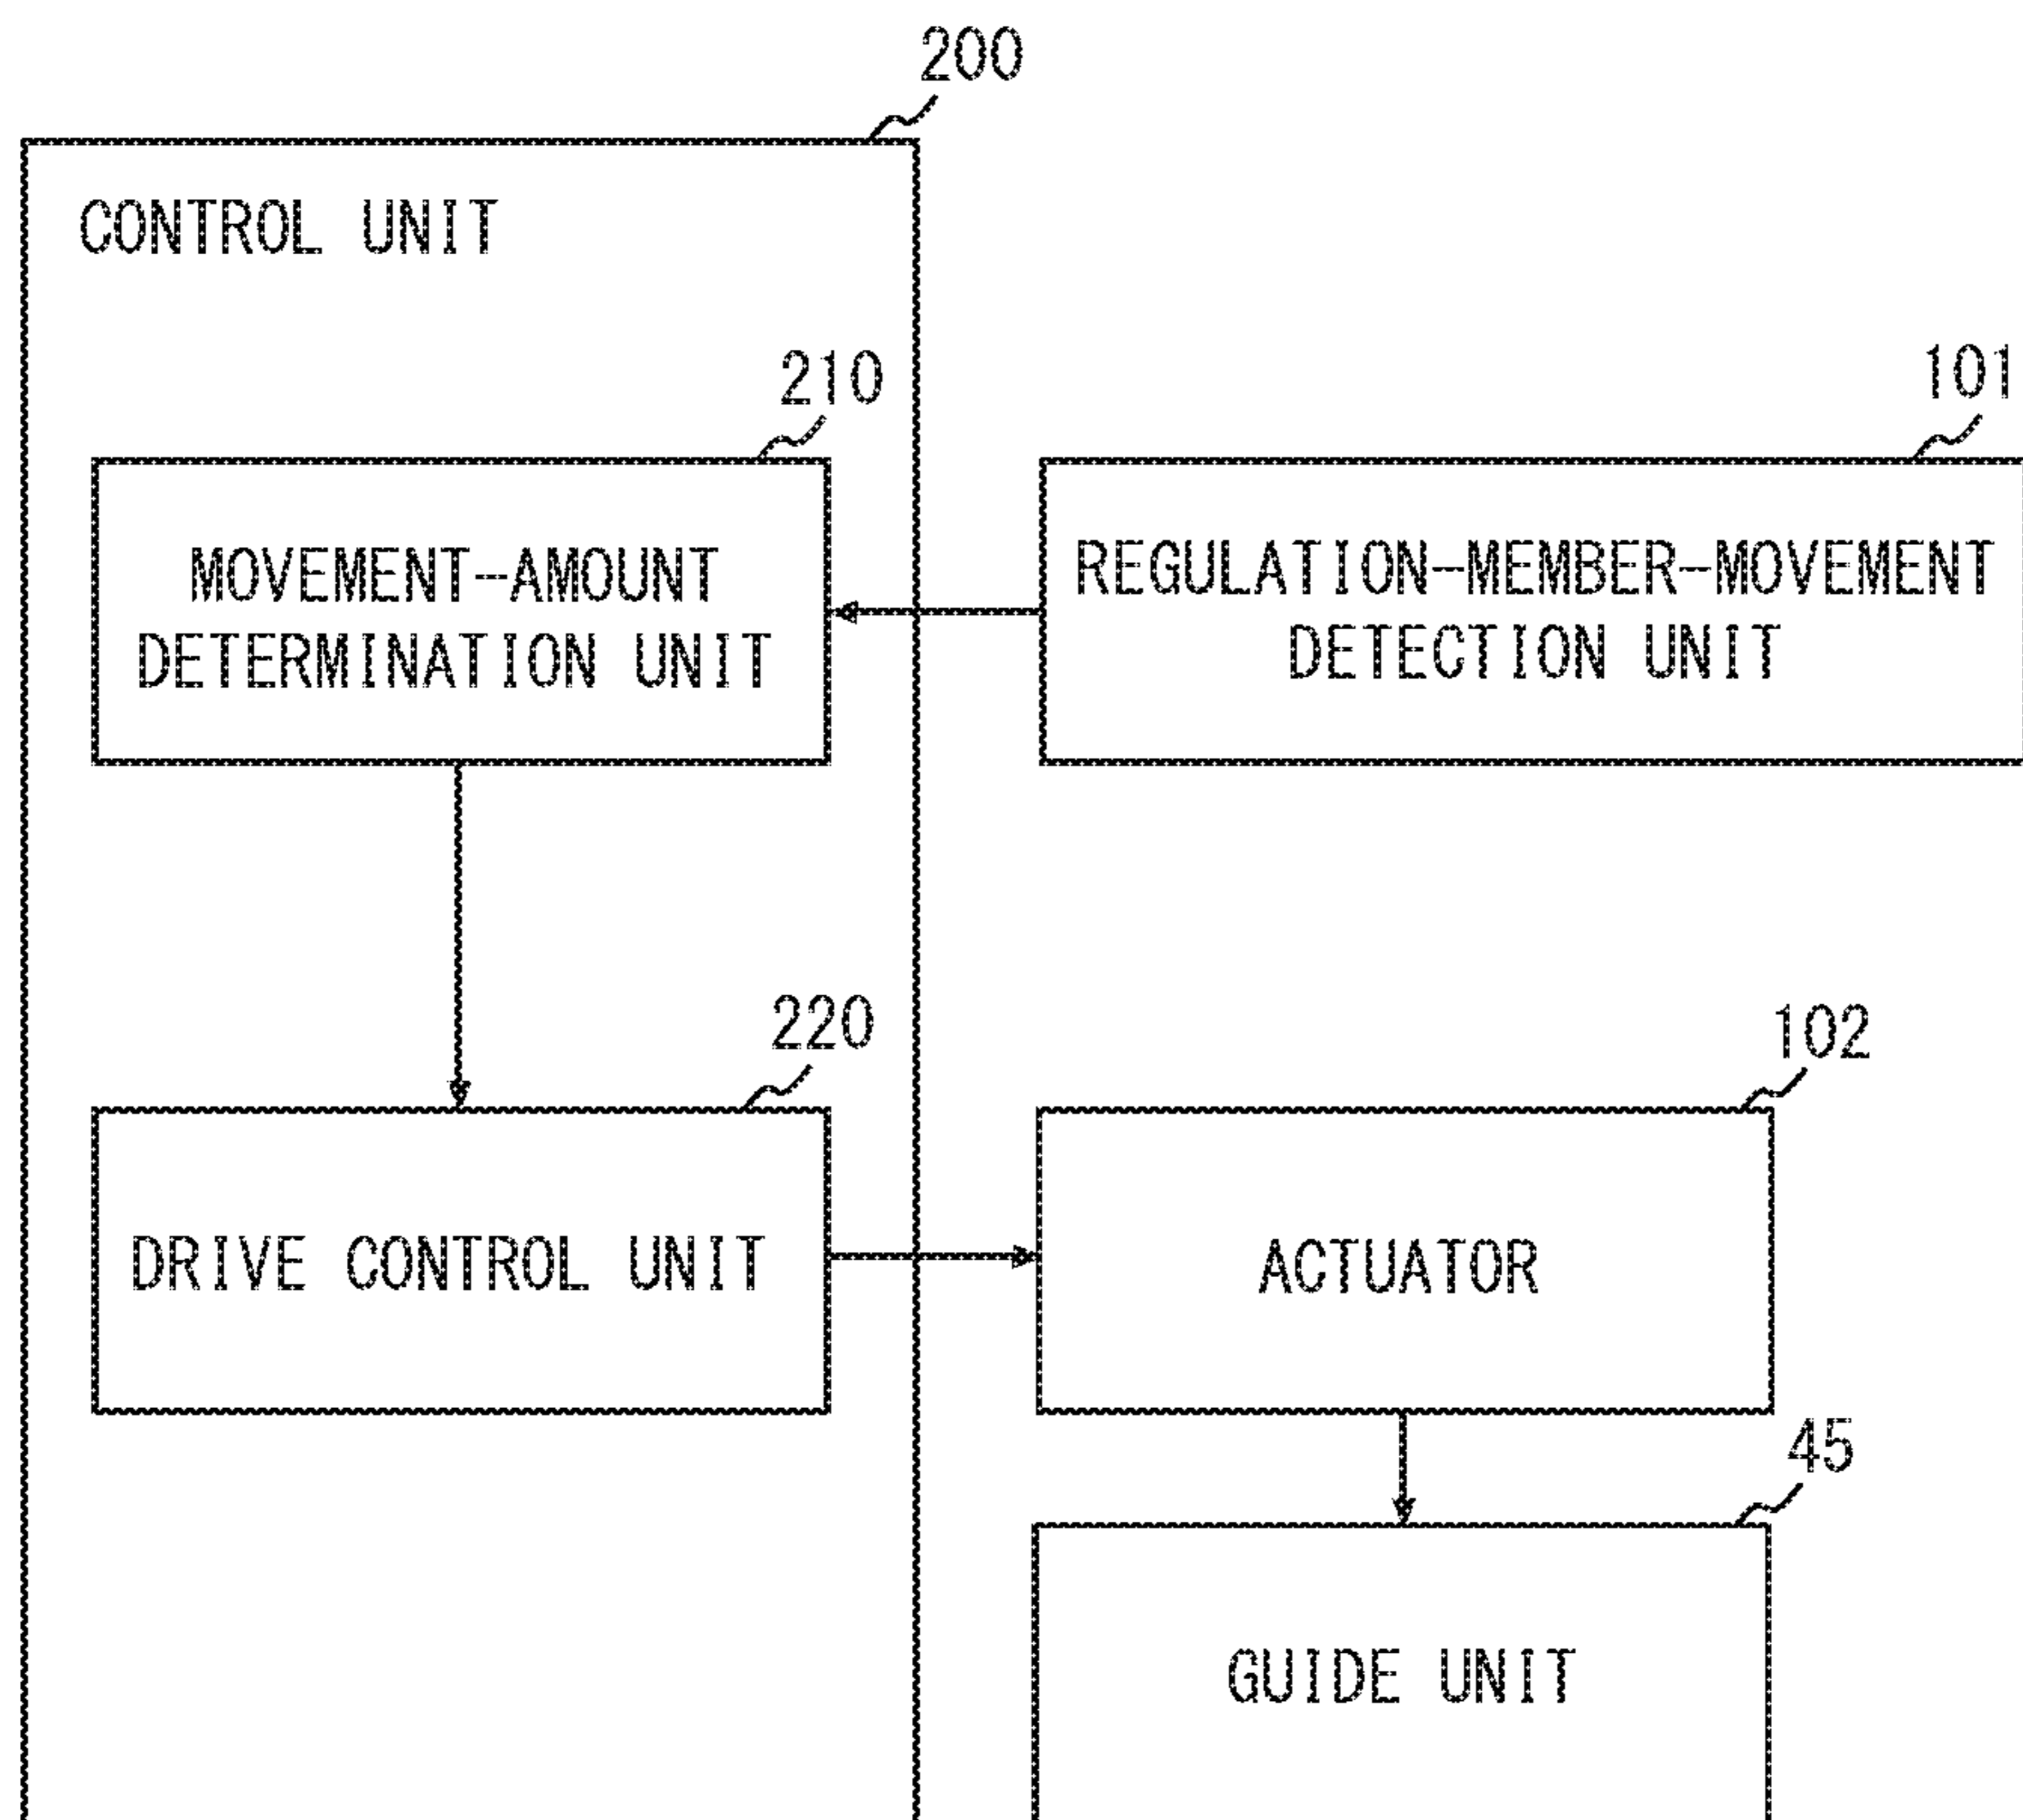 200
CONTROL UNIT
210
101
MOVEMENT-AMOUNT
DETERMINATION UNIT
REGULATION-MEMBER-MOVEMENT
DETECTION UNIT
220
102
DRIVE CONTROL UNIT
ACTUATOR
45
GUIDE UNIT